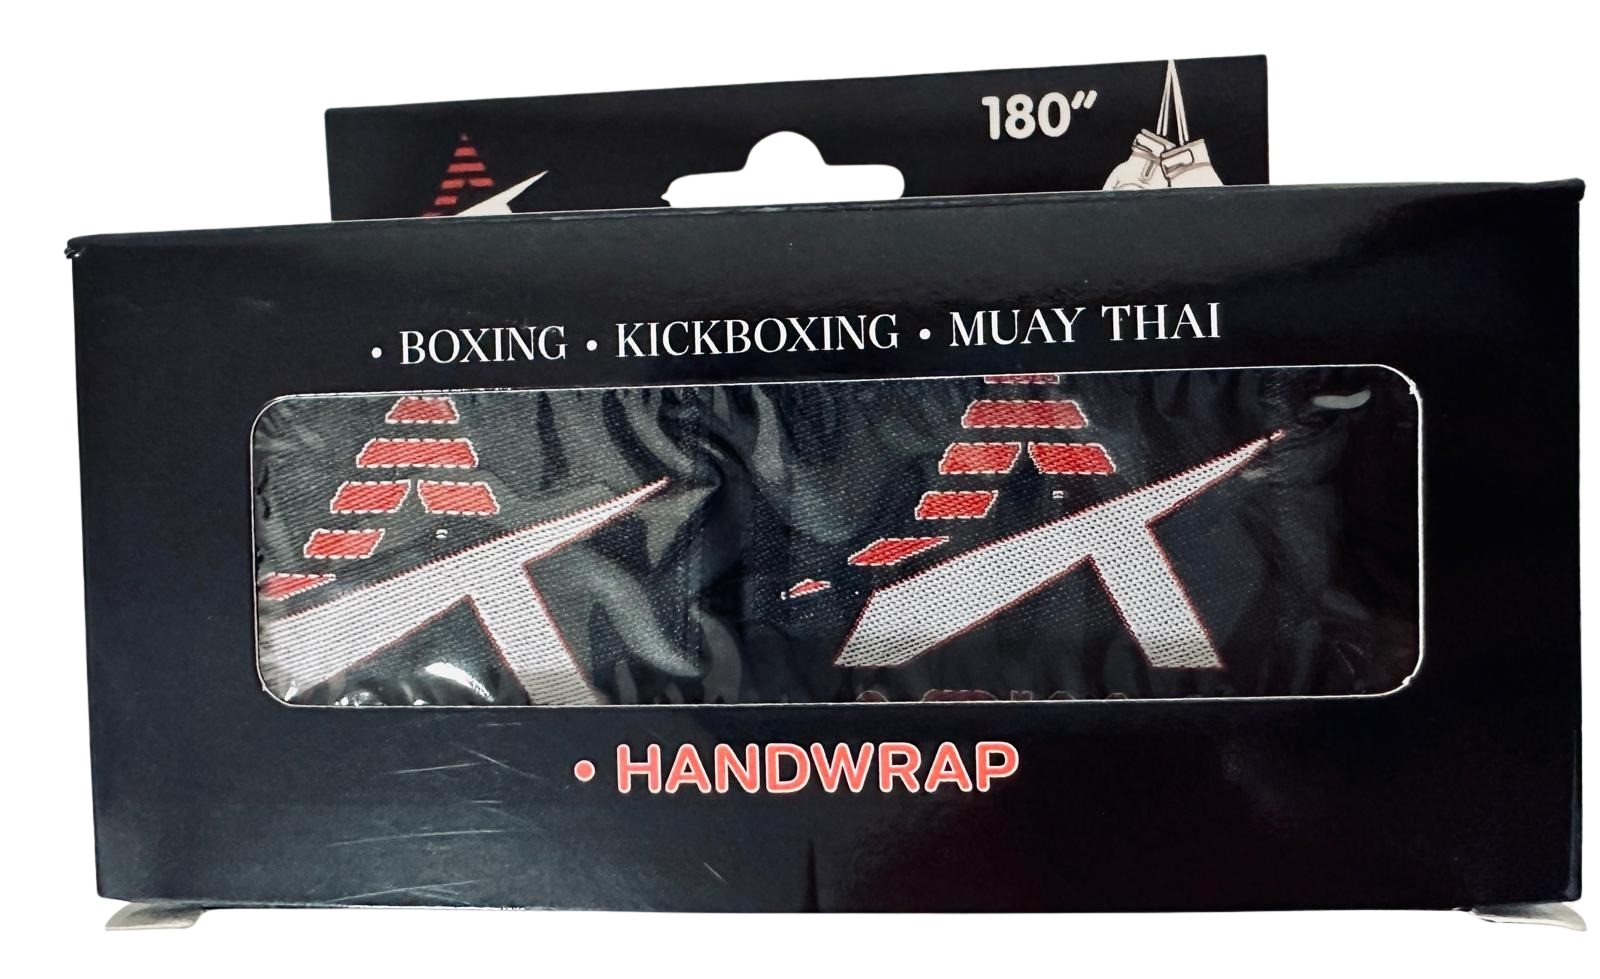 180″
• BOXING • KICKBOXING • MUAY THAI
• HANDWRAP